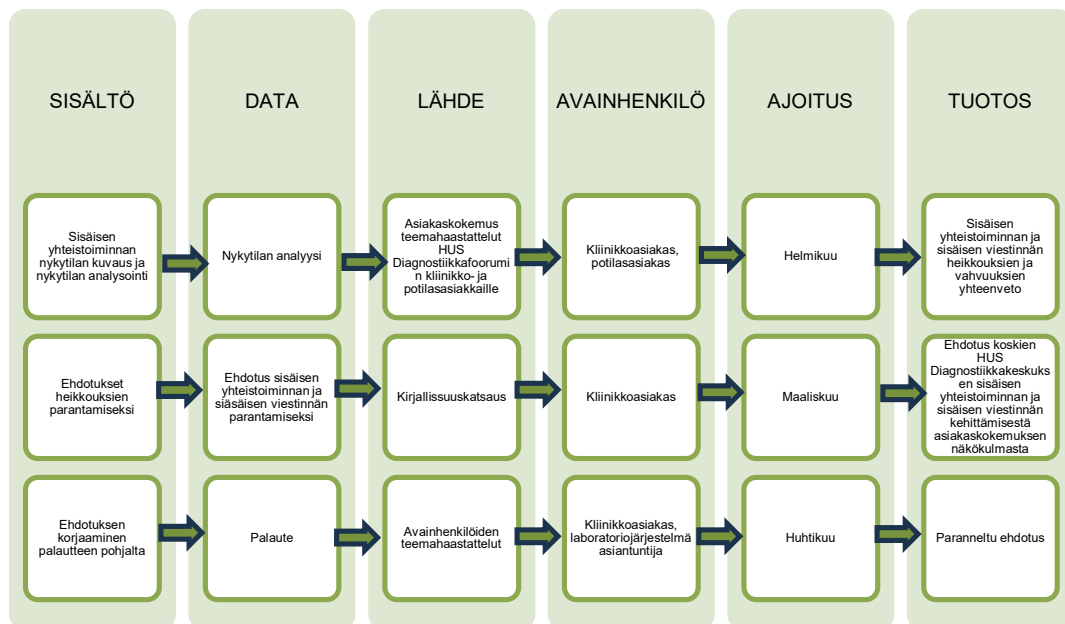 SISÄLTÖ
DATA
LÄHDE
AVAINHENKILÖ
AJOITUS
TUOTOS
Sisäisen
yhteistoiminnan
nykytilan kuvaus ja
nykytilan analysointi
Nykytilan analyysi
Asiakaskokemus
teemahaastattelut
HUS
Diagnostiikkafoorumi
n kliinikko- ja
potilasasiakkaille
Kliinikkoasiakas,
potilasasiakas
Helmikuu
Sisäisen
yhteistoiminnan ja
sisäisen viestinnän
heikkouksien ja
vahvuuksien
yhteenveto
Ehdotukset
heikkouksien
parantamiseksi
Ehdotus sisäisen
yhteistoiminnan ja
siäsäisen viestinnän
parantamiseksi
Kirjallisuuskatsaus
Kliinikkoasiakas
Maaliskuu
Ehdotus koskien
HUS
Diagnostiikkakeskuks
en sisäisen
yhteistoiminnan ja
sisäisen viestinnän
kehittämisestä
asiakaskokemuksen
näkökulmasta
Ehdotuksen
korjaaminen
palautteen pohjalta
Palaute
Avainhenkilöiden
teemahaastattelut
Kliinikkoasiakas,
laboratoriojärjestelmä
asiantuntija
Huhtikuu
Paranneltu ehdotus